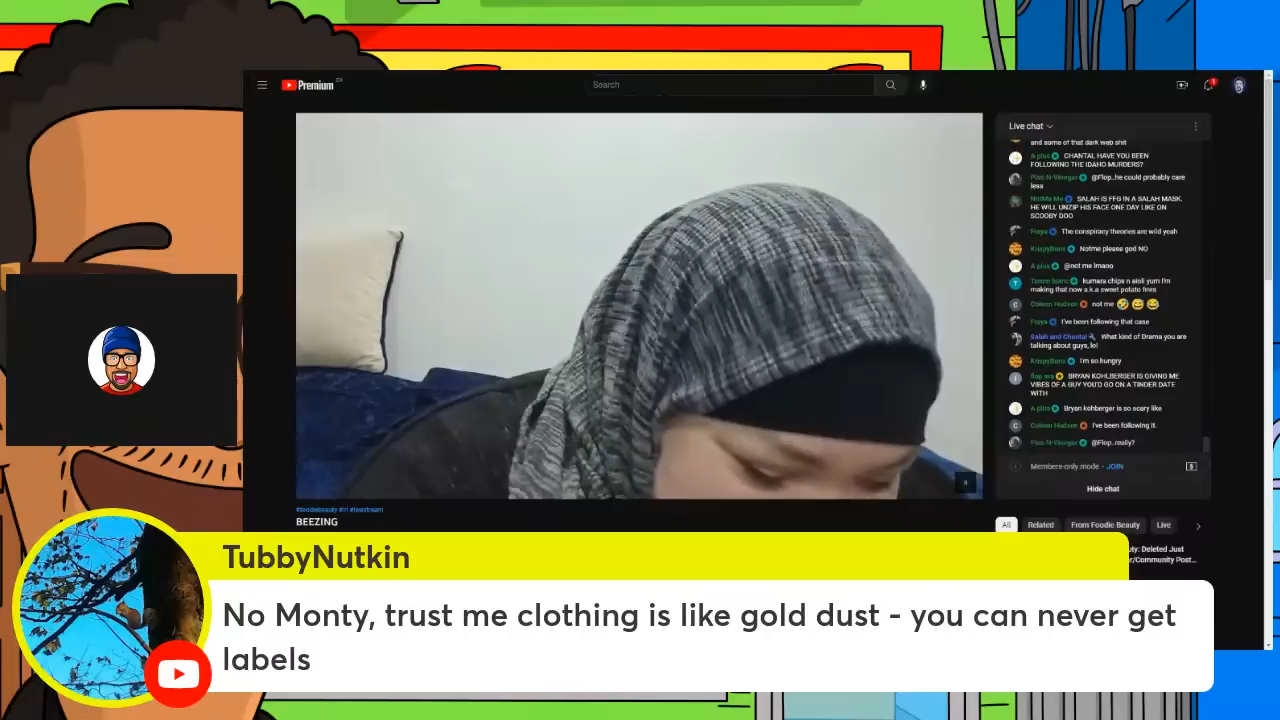 Premium
Search
Live chat
and some of that dark web shit
A plus CHANTAL HAVE YOU BEEN
FOLLOWING THE IDAHO MURDERS?
Piss-N-Vinegar @Flop..he could probably care
less
NotMe Me SALAH IS FFG IN A SALAH MASK.
HE WILL UNZIP HIS FACE ONE DAY LIKE ON
SCOOBY DOO
Freya The conspiracy theories are wild yeah
KrispyBuns Notme please god NO
A plus @not me lmaoo
kumara chips n aioli yum I'm
making that now a.k.a sweet potato fries
Coleen Hudson not me 🤣😅😂
Freya I've been following that case
Salah and Chantal What kind of Drama you are
talking about guys, lol
KrispyBuns I'm so hungry
flop era BRYAN KOHLBERGER IS GIVING ME
VIBES OF A GUY YOU'D GO ON A TINDER DATE
WITH
A plus Bryan kohberger is so scary like
Coleen Hudson I've been following it.
Piss-N-Vinegar @Flop..really?
Members-only mode - JOIN
Hide chat
#foodiebeauty #irl #livestream
BEEZING
All Related From Foodie Beauty Live
uty: Deleted Just
r/Community Post...
TubbyNutkin
No Monty, trust me clothing is like gold dust - you can never get
labels